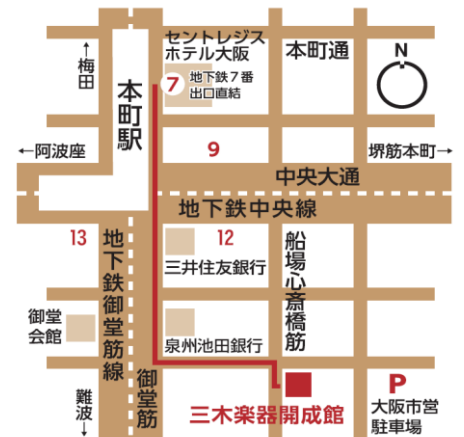 セントレジス
ホテル大阪
本町通
N
←梅田
7
地下鉄7番
出口直結
本町駅
←阿波座
9
堺筋本町→
中央大通
地下鉄中央線
13
12
地下鉄御堂筋線
三井住友銀行
船場心斎橋筋
御堂
会館
泉州池田銀行
御堂筋
難波→
三木楽器開成館
P
大阪市営
駐車場